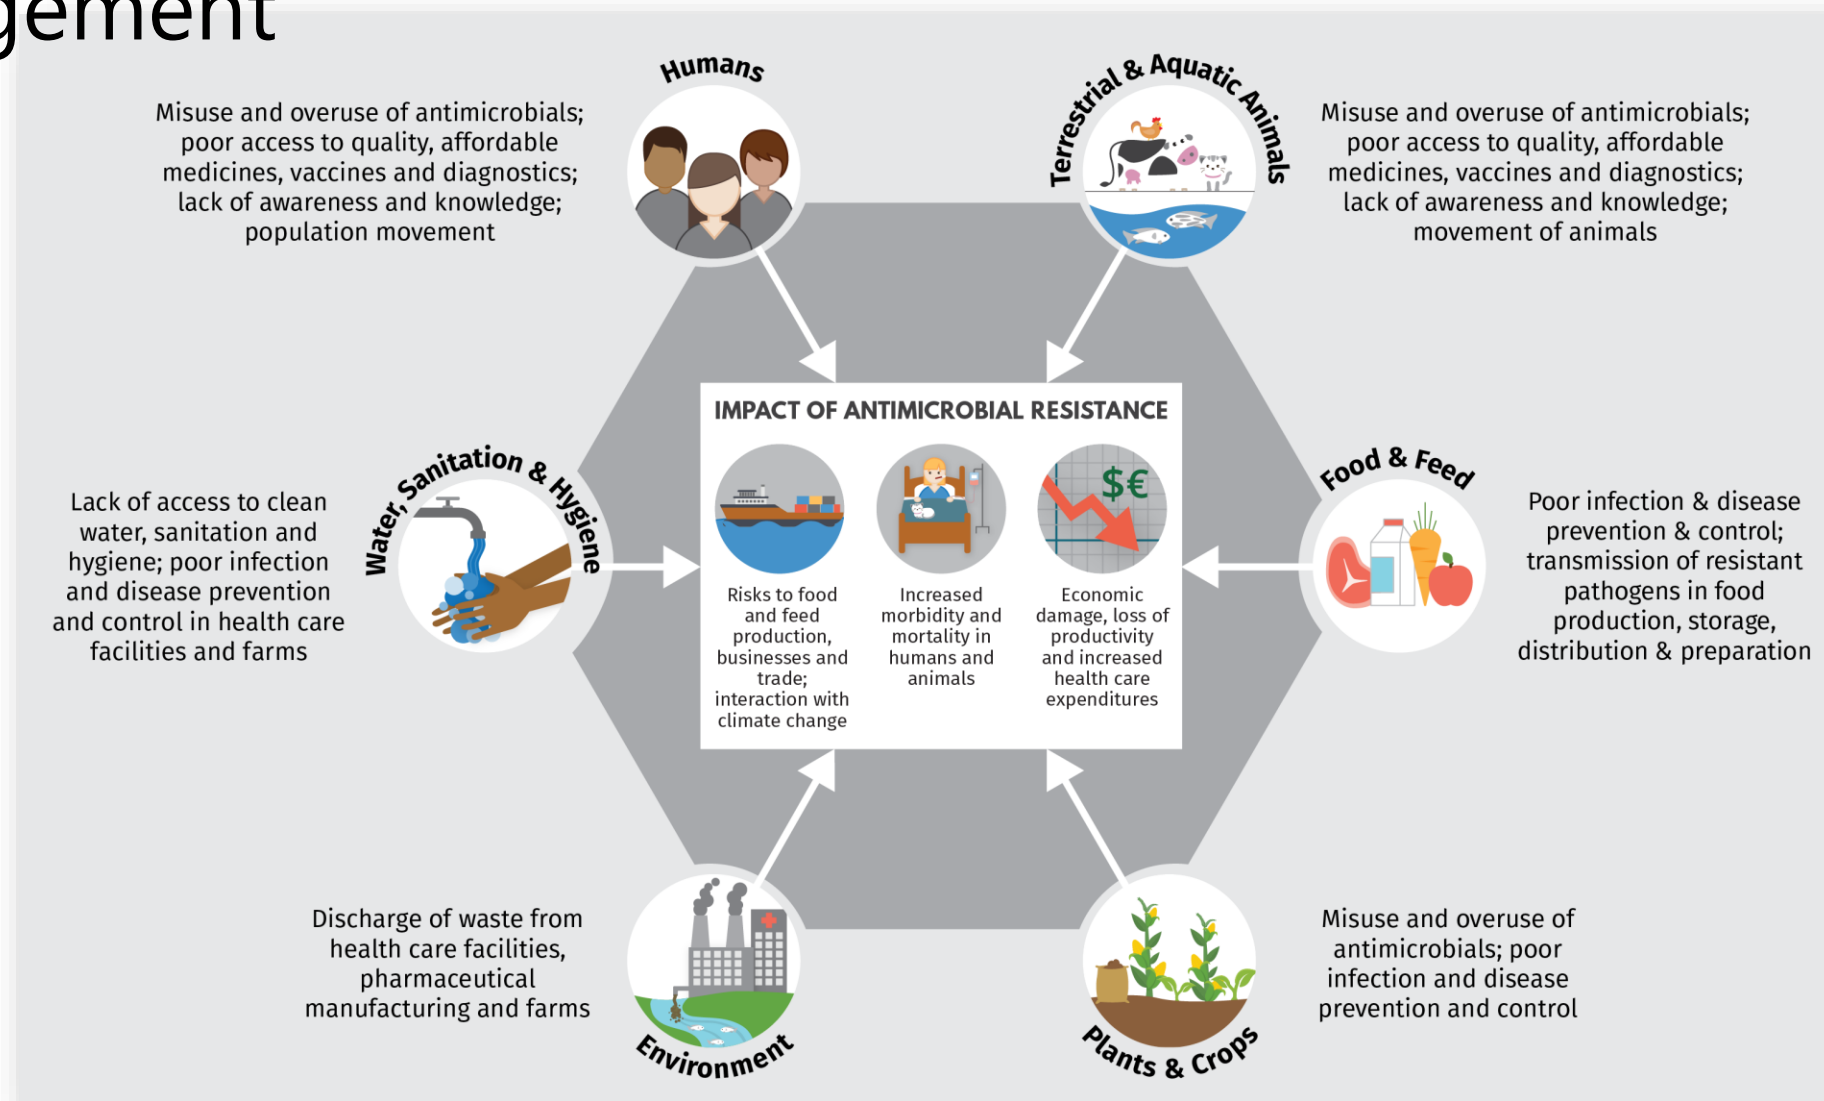 gement
Humans
Misuse and overuse of antimicrobials;
poor access to quality, affordable
medicines, vaccines and diagnostics;
lack of awareness and knowledge;
population movement
Terrestrial & Aquatic Animals
Misuse and overuse of antimicrobials;
poor access to quality, affordable
medicines, vaccines and diagnostics;
lack of awareness and knowledge;
movement of animals
Water, Sanitation & Hygiene
Lack of access to clean
water, sanitation and
hygiene; poor infection
and disease prevention
and control in health care
facilities and farms
IMPACT OF ANTIMICROBIAL RESISTANCE
Risks to food
and feed
production,
businesses and
trade;
interaction with
climate change
Increased
morbidity and
mortality in
humans and
animals
$€
Economic
damage, loss of
productivity
and increased
health care
expenditures
Food & Feed
Poor infection & disease
prevention & control;
transmission of resistant
pathogens in food
production, storage,
distribution & preparation
Discharge of waste from
health care facilities,
pharmaceutical
manufacturing and farms
Environment
Plants & Crops
Misuse and overuse of
antimicrobials; poor
infection and disease
prevention and control